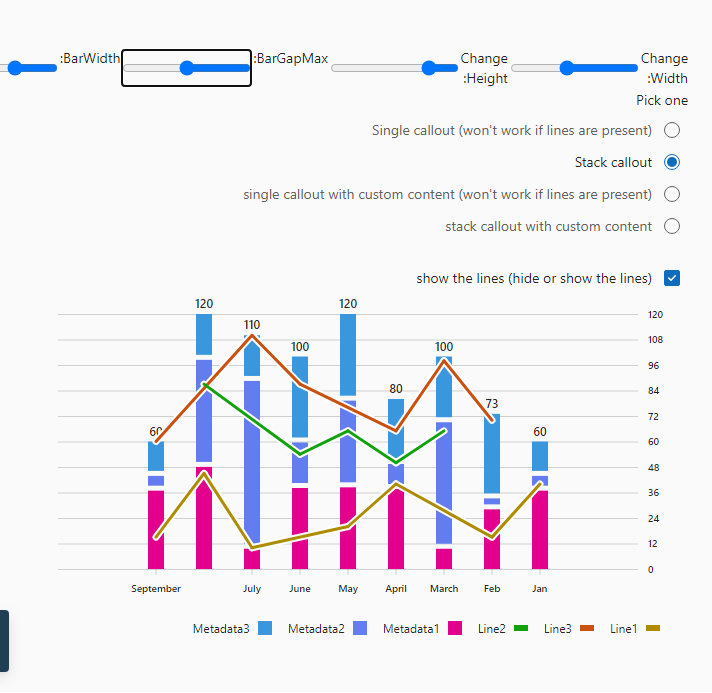 :BarWidth
:BarGapMax
Change :Height
Change :Width
Pick one
Single callout (won't work if lines are present)
Stack callout
single callout with custom content (won't work if lines are present)
stack callout with custom content
show the lines (hide or show the lines)
120
120
110
100
100
80
73
60
60
120
108
96
84
72
60
48
36
24
12
0
September
July
June
May
April
March
Feb
Jan
Metadata3
Metadata2
Metadata1
Line2
Line3
Line1